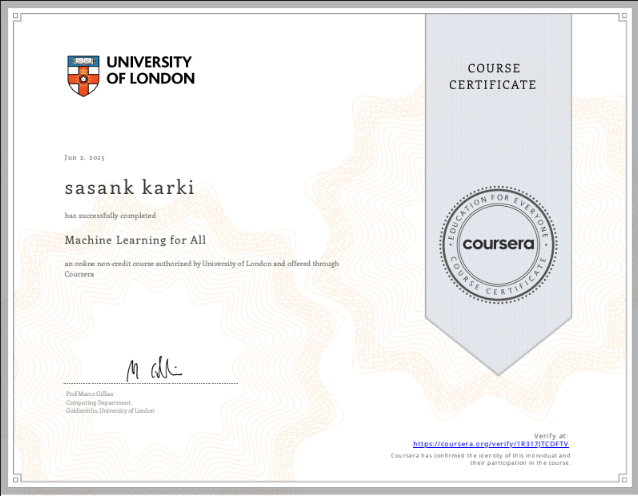 UNIVERSITY
OF LONDON
COURSE
CERTIFICATE
Jun 2, 2025
sasank karki
has successfully completed
Machine Learning for All
an online non-credit course authorized by University of London and offered through
Coursera
EDUCATION FOR EVERYONE
coursera
COURSE CERTIFICATE
Prof Marco Gillies
Computing Department,
Goldsmiths, University of London
Verify at:
https://coursera.org/verify/1R317ITCDFTV
Coursera has confirmed the identity of this individual and
their participation in the course.